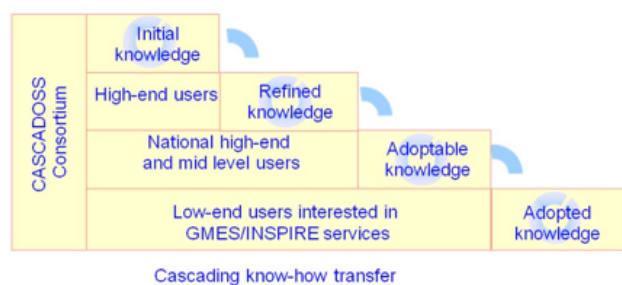 CASCADOSS
Consortium
Initial
knowledge
High-end users
Refined
knowledge
National high-end
and mid level users
Adoptable
knowledge
Low-end users interested in
GMES/INSPIRE services
Adopted
knowledge
Cascading know-how transfer